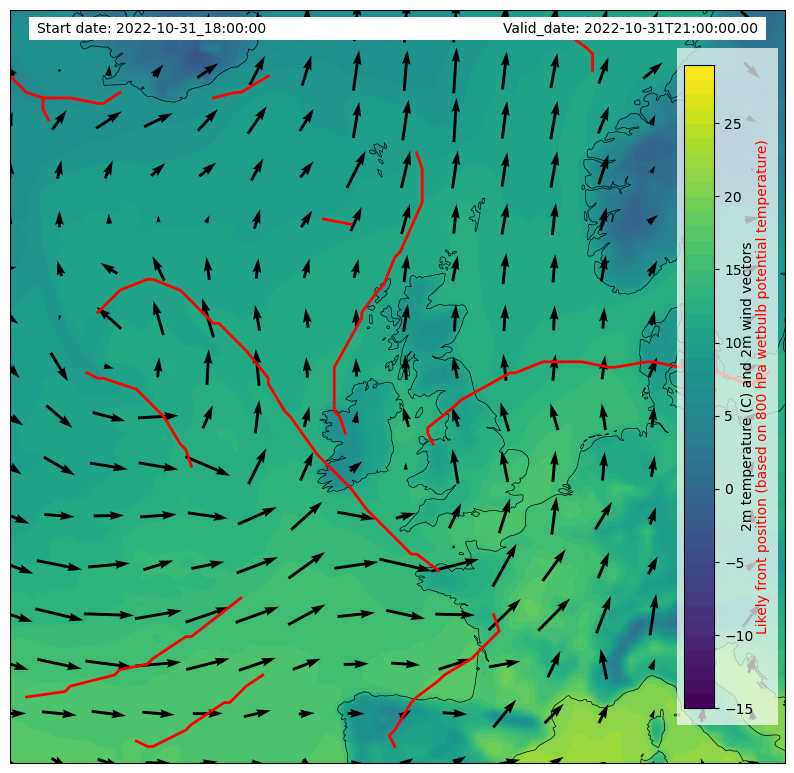 Start date: 2022-10-31_18:00:00
Valid_date: 2022-10-31T21:00:00.00
25
20
15
10
5
0
−5
−10
−15
2m temperature (C) and 2m wind vectors
Likely front position (based on 800 hPa wetbulb potential temperature)